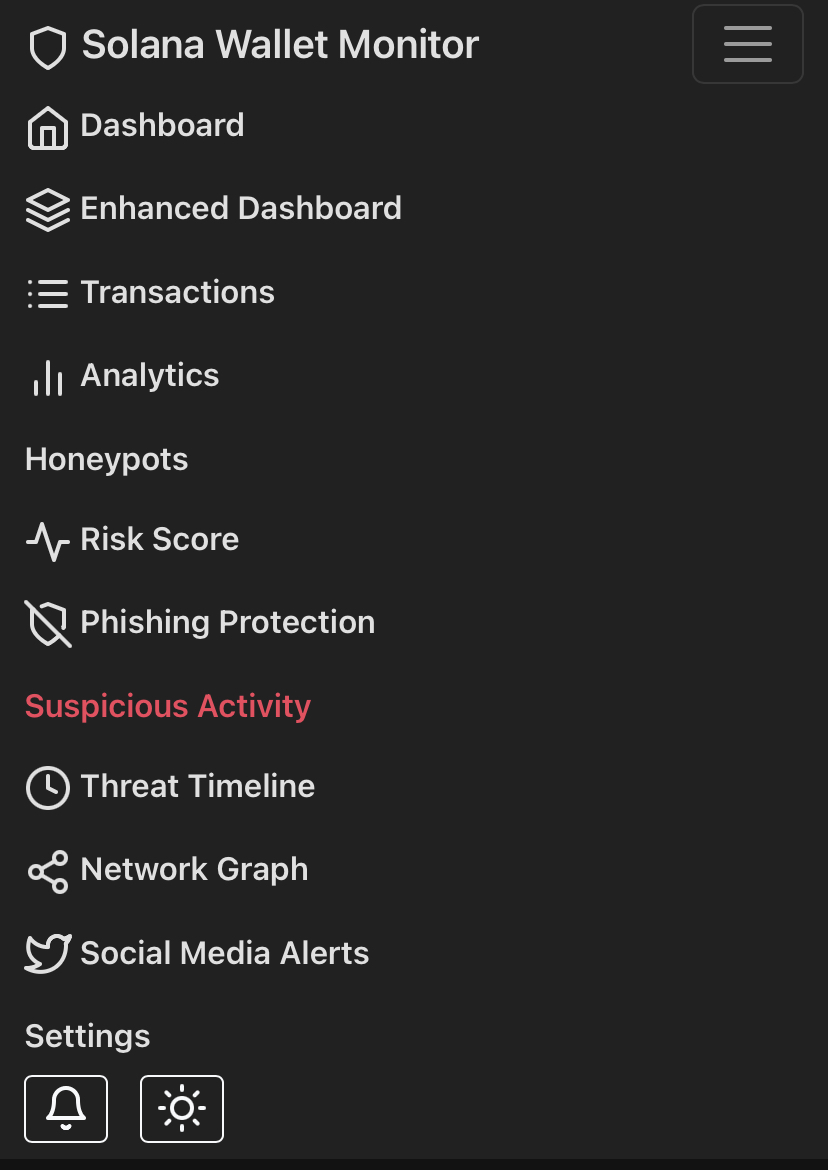 Solana Wallet Monitor
Dashboard
Enhanced Dashboard
Transactions
Analytics
Honeypots
Risk Score
Phishing Protection
Suspicious Activity
Threat Timeline
Network Graph
Social Media Alerts
Settings